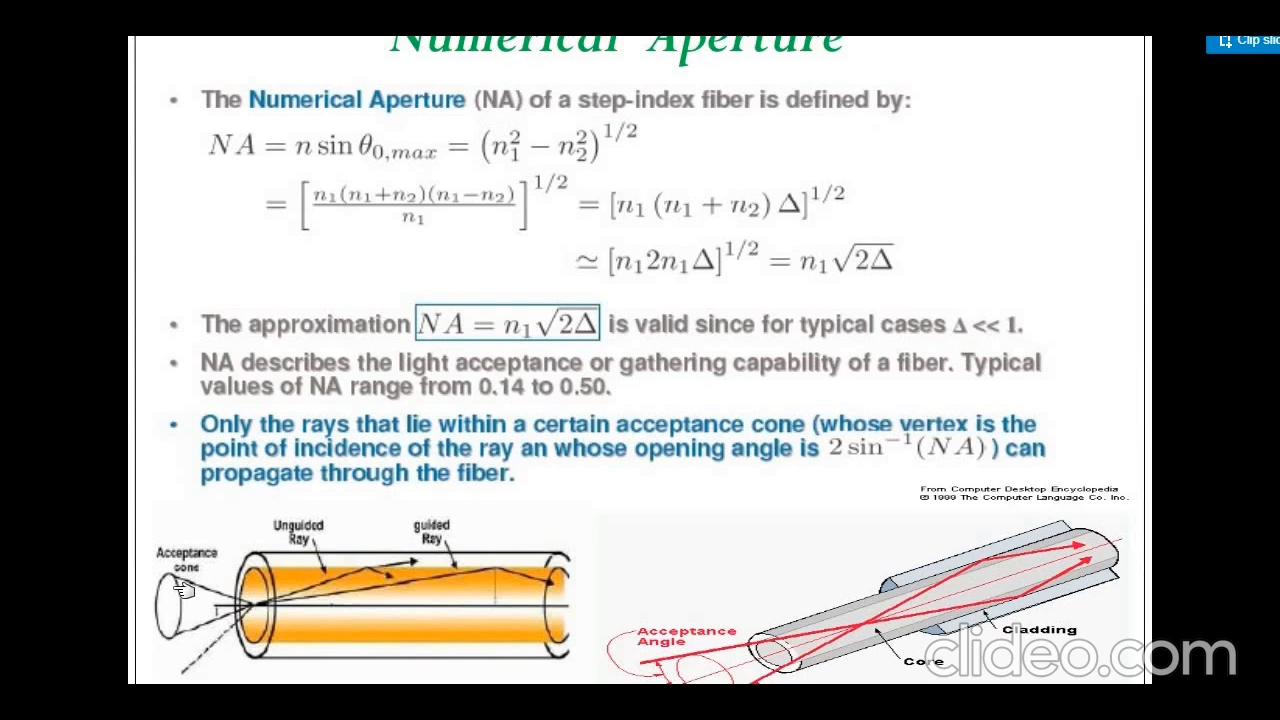 Numerical Aperture
Clip slid
• The Numerical Aperture (NA) of a step-index fiber is defined by:
NA = n sin θ₀,max = (n₁² − n₂²)^1/2
= [n₁(n₁+n₂)(n₁−n₂)/n₁]^1/2 = [n₁ (n₁ + n₂) Δ]^1/2
≃ [n₁2n₁Δ]^1/2 = n₁√2Δ
• The approximation NA = n₁√2Δ is valid since for typical cases Δ << 1.
• NA describes the light acceptance or gathering capability of a fiber. Typical
values of NA range from 0.14 to 0.50.
• Only the rays that lie within a certain acceptance cone (whose vertex is the
point of incidence of the ray an whose opening angle is 2 sin⁻¹(NA)) can
propagate through the fiber.
From Computer Desktop Encyclopedia
© 1999 The Computer Language Co. Inc.
Unguided
Ray
guided
Ray
Acceptance
cone
Acceptance
Angle
Cladding
Core
clideo.com